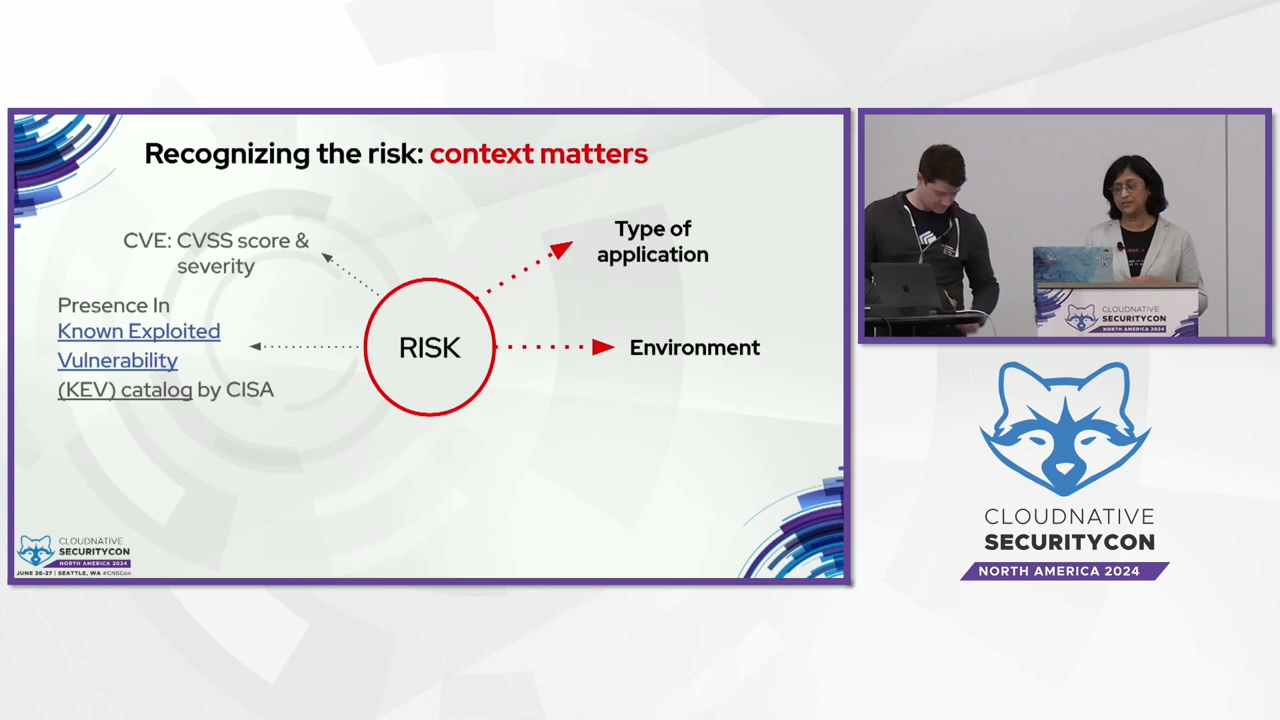 Recognizing the risk: context matters
CVE: CVSS score &
severity
Presence In
Known Exploited
Vulnerability
(KEV) catalog by CISA
RISK
Type of
application
Environment
CLOUDNATIVE
SECURITYCON
NORTH AMERICA 2024
JUNE 26-27 | SEATTLE, WA #CNSCon
CLOUDNATIVE
SECURITYCON
NORTH AMERICA 2024
CLOUDNATIVE
SECURITYCON
NORTH AMERICA 2024